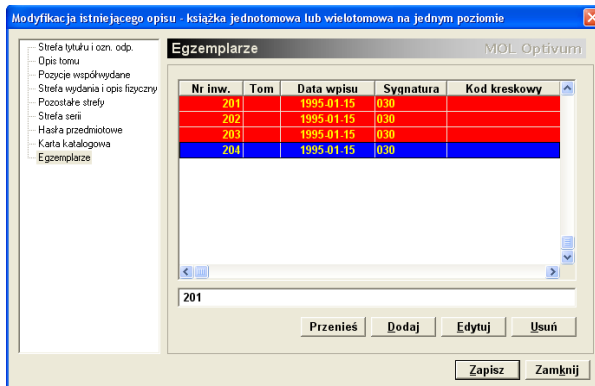 Modyfikacja istniejącego opisu - książka jednotomowa lub wielotomowa na jednym poziomie
Strefa tytułu i ozn. odp.
Opis tomu
Pozycje współwydane
Strefa wydania i opis fizyczny
Pozostałe strefy
Strefa serii
Hasła przedmiotowe
Karta katalogowa
Egzemplarze
Egzemplarze MOL Optivum
Nr inw. Tom Data wpisu Sygnatura Kod kreskowy
201 1995-01-15 030
202 1995-01-15 030
203 1995-01-15 030
204 1995-01-15 030
201
Przenieś Dodaj Edytuj Usuń
Zapisz Zamknij